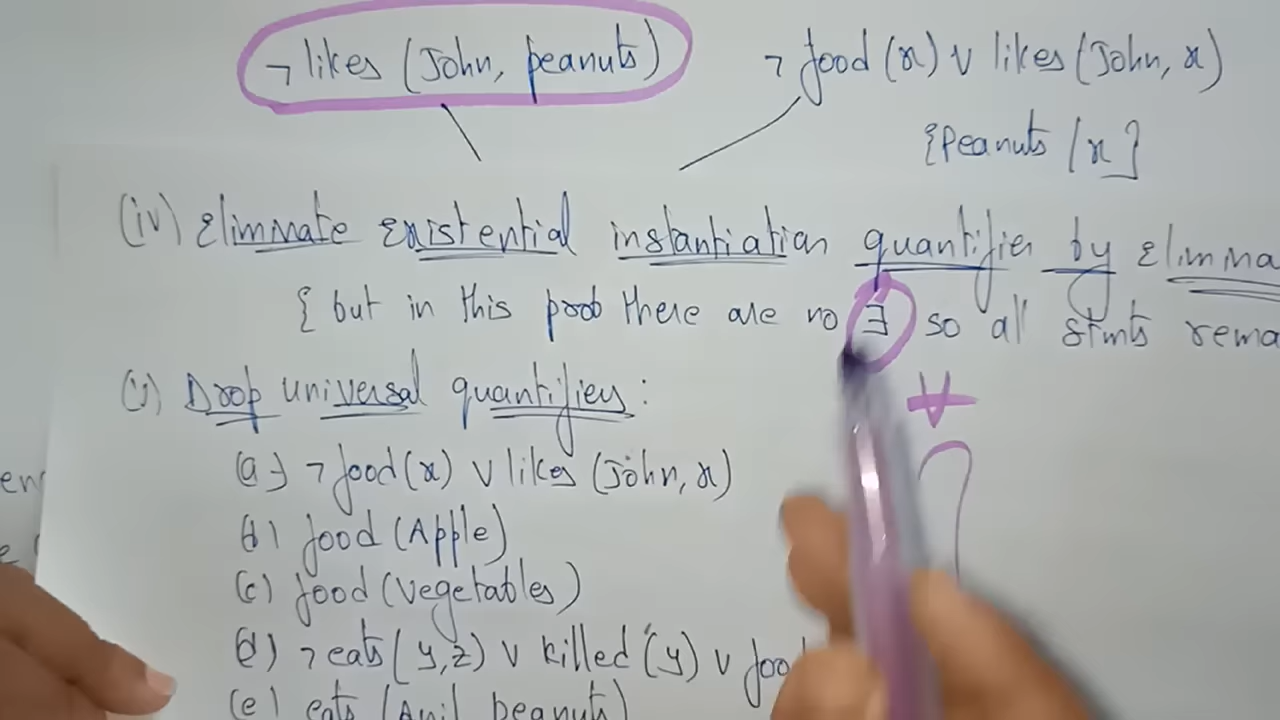 ¬ likes (John, peanuts) ¬ food (x) ∨ likes (John, x)
{Peanuts / x}
(iv) Eliminate Existential instantiation quantifier by Elimina
{ but in this prob there are no ∃ so all stmts rema
∀
(v) Drop universal quantifiers :
(a) ¬ food(x) ∨ likes (John, x)
(b) food (Apple)
(c) food (vegetables)
(d) ¬ eats (y, z) ∨ killed (y) ∨ food
(e) eats (Anil, peanuts)